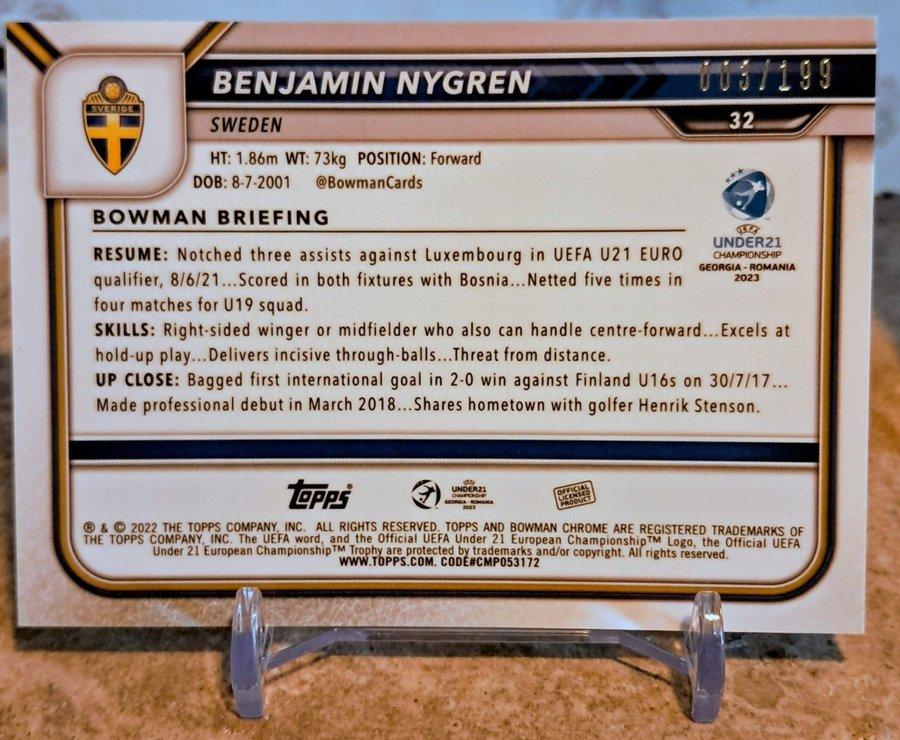 SVERIGE
BENJAMIN NYGREN
003/199
SWEDEN
32
HT: 1.86m WT: 73kg POSITION: Forward
DOB: 8-7-2001 @BowmanCards
BOWMAN BRIEFING
UEFA
UNDER21
CHAMPIONSHIP
GEORGIA - ROMANIA
2023
RESUME: Notched three assists against Luxembourg in UEFA U21 EURO
qualifier, 8/6/21...Scored in both fixtures with Bosnia...Netted five times in
four matches for U19 squad.
SKILLS: Right-sided winger or midfielder who also can handle centre-forward...Excels at
hold-up play...Delivers incisive through-balls...Threat from distance.
UP CLOSE: Bagged first international goal in 2-0 win against Finland U16s on 30/7/17...
Made professional debut in March 2018...Shares hometown with golfer Henrik Stenson.
Topps®
UNDER21
CHAMPIONSHIP
GEORGIA - ROMANIA
2023
OFFICIAL
LICENSED
PRODUCT
® & © 2022 THE TOPPS COMPANY, INC. ALL RIGHTS RESERVED. TOPPS AND BOWMAN CHROME ARE REGISTERED TRADEMARKS OF
THE TOPPS COMPANY, INC. The UEFA word, and the Official UEFA Under 21 European Championship™ Logo, the Official UEFA
Under 21 European Championship™ Trophy are protected by trademarks and/or copyright. All rights reserved.
WWW.TOPPS.COM. CODE#CMP053172